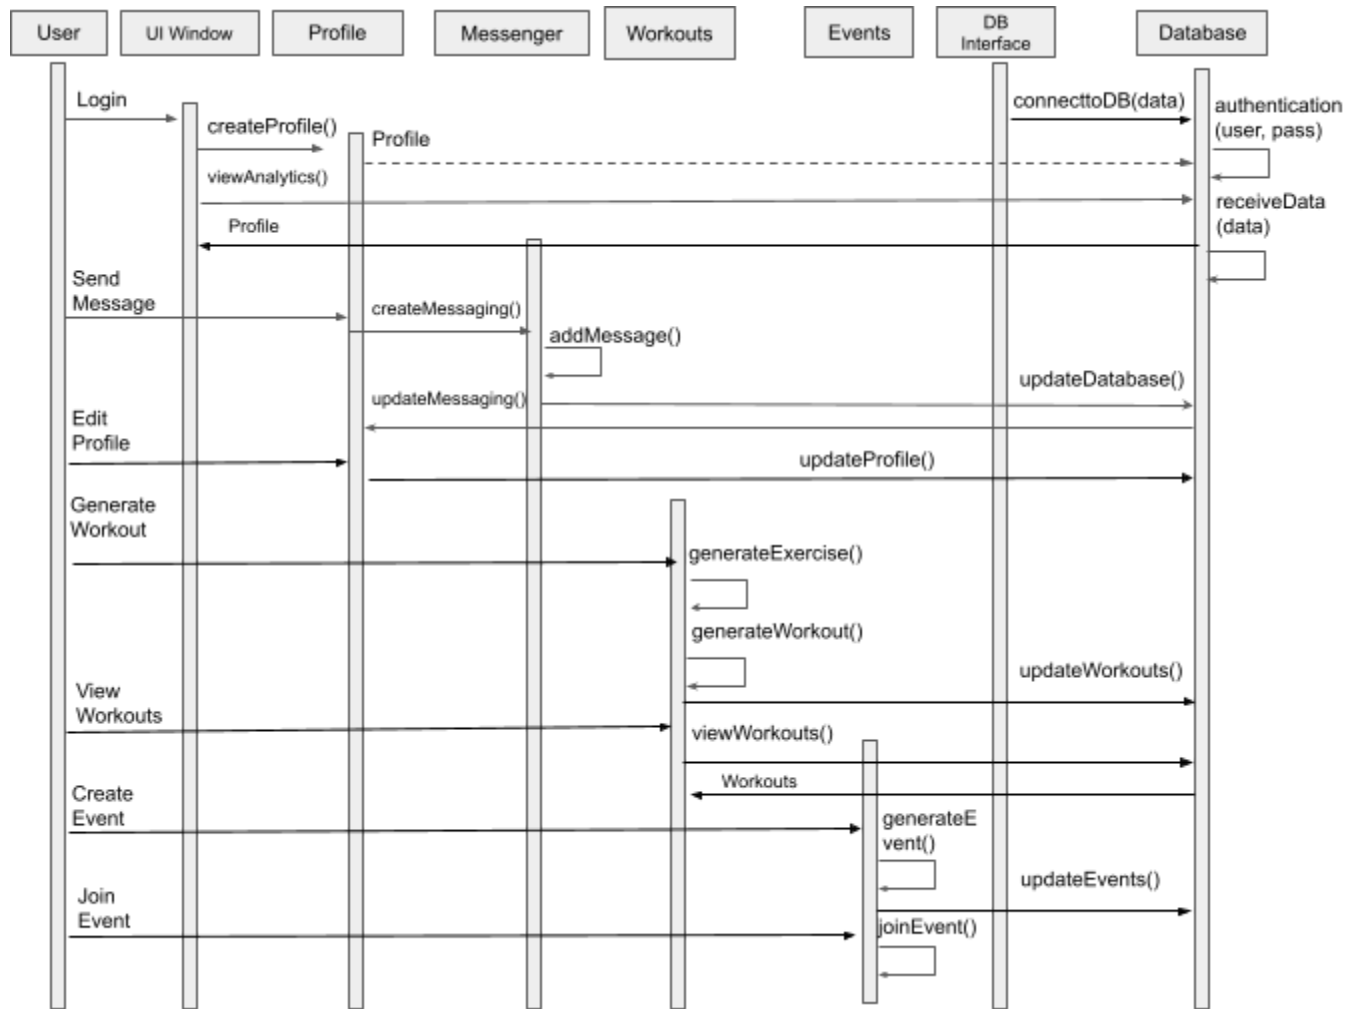 User
UI Window
Profile
Messenger
Workouts
Events
DB
Interface
Database
Login
connecttoDB(data)
authentication
(user, pass)
createProfile()
Profile
viewAnalytics()
receiveData
(data)
Profile
Send
Message
createMessaging()
addMessage()
updateDatabase()
updateMessaging()
Edit
Profile
updateProfile()
Generate
Workout
generateExercise()
generateWorkout()
updateWorkouts()
View
Workouts
viewWorkouts()
Workouts
Create
Event
generateE
vent()
updateEvents()
Join
Event
joinEvent()